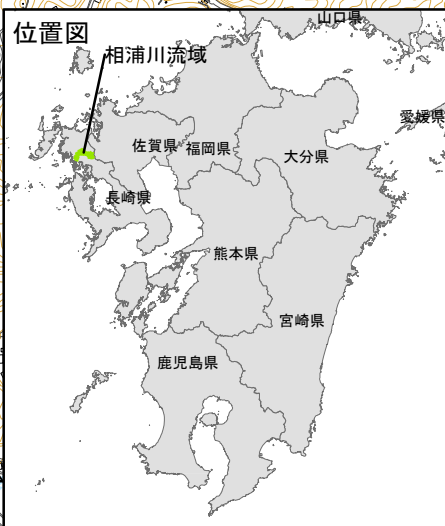 位置図
山口県
相浦川流域
愛媛県
佐賀県
福岡県
大分県
長崎県
熊本県
宮崎県
鹿児島県